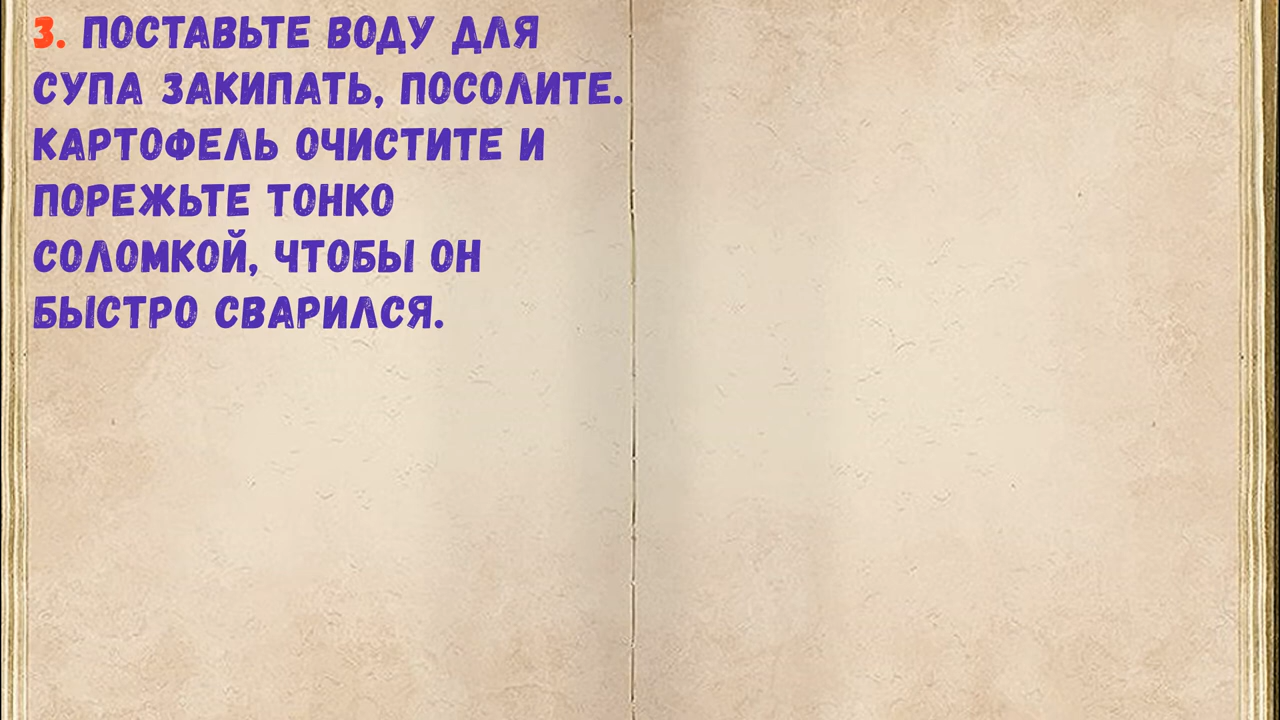 3. ПОСТАВЬТЕ ВОДУ ДЛЯ
СУПА ЗАКИПАТЬ, ПОСОЛИТЕ.
КАРТОФЕЛЬ ОЧИСТИТЕ И
ПОРЕЖЬТЕ ТОНКО
СОЛОМКОЙ, ЧТОБЫ ОН
БЫСТРО СВАРИЛСЯ.